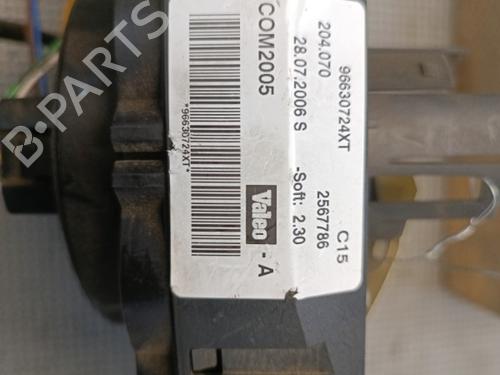 96630724XT C15
204.070 2567786
28.07.2006 S -Soft: 2.30
COM2005 Valeo - A
*96630724XT*
B-PARTS